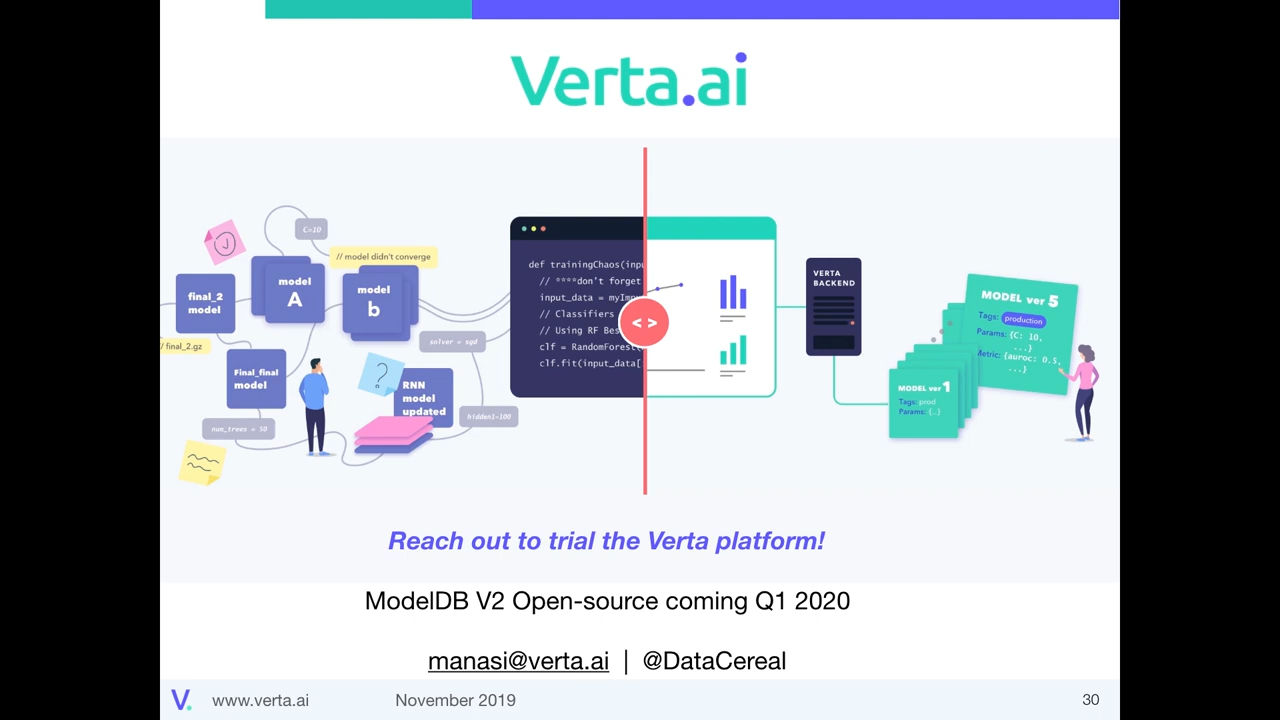 Verta.ai
C=10
// model didn't converge
final_2
model
model
A
model
b
// final_2.gz
Final_final
model
solver = sgd
?
RNN
model
updated
hidden1=100
num_trees = 50
def trainingChaos(inpu
// ****don't forget
input_data = myImp
// Classifiers
// Using RF Bes
clf = RandomForest(
clf.fit(input_data[
< >
VERTA
BACKEND
MODEL ver 5
Tags: production
Params: {C: 10,
...}
Metric: {auroc: 0.5,
...}
MODEL ver 1
Tags: prod
Params: {...}
Reach out to trial the Verta platform!
ModelDB V2 Open-source coming Q1 2020
manasi@verta.ai | @DataCereal
V. www.verta.ai November 2019 30